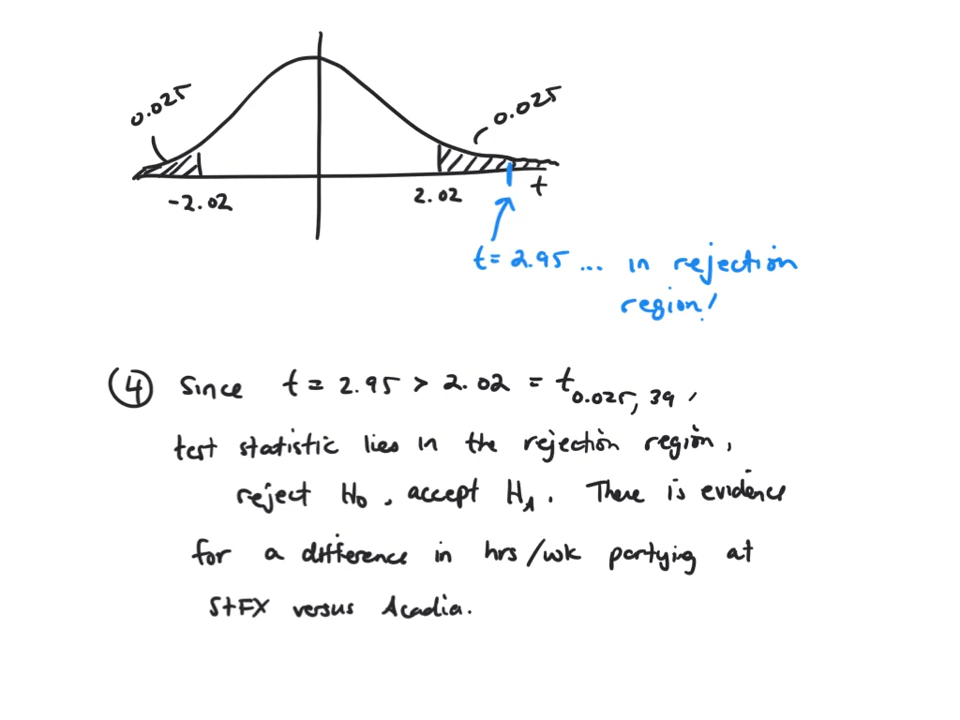 0.025
0.025
-2.02
2.02
t
t = 2.95 ... in rejection
region!
④ Since t = 2.95 > 2.02 = t0.025, 39,
test statistic lies in the rejection region,
reject H0, accept HA. There is evidence
for a difference in hrs/wk partying at
StFX versus Acadia.